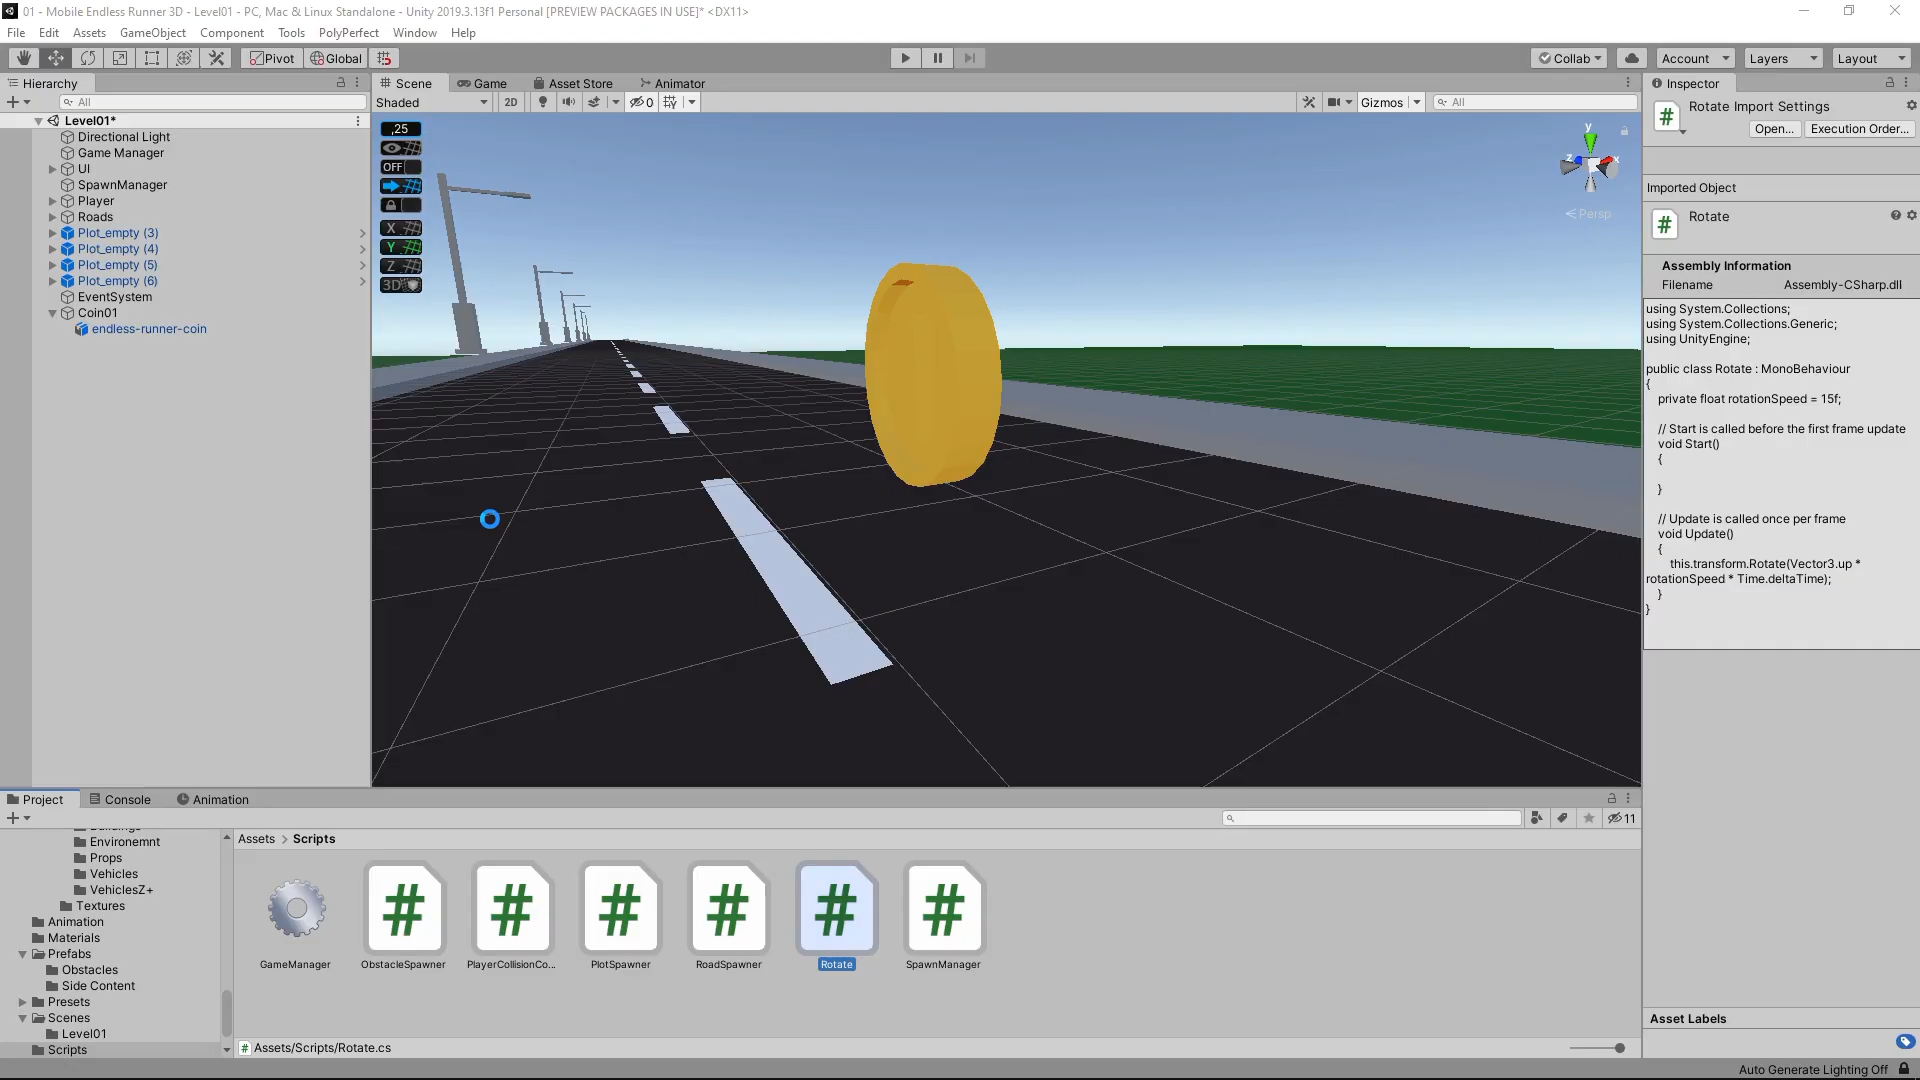 01 - Mobile Endless Runner 3D - Level01 - PC, Mac & Linux Standalone - Unity 2019.3.13f1 Personal [PREVIEW PACKAGES IN USE]* <DX11>
File Edit Assets GameObject Component Tools PolyPerfect Window Help
Pivot Global Collab Account Layers Layout
Hierarchy
All
Level01*
Directional Light
Game Manager
UI
SpawnManager
Player
Roads
Plot_empty (3)
Plot_empty (4)
Plot_empty (5)
Plot_empty (6)
EventSystem
Coin01
endless-runner-coin
Scene Game Asset Store Animator
Shaded 2D 0 Gizmos All
,25
OFF
X
Y
Z
3D
y
z x
< Persp
Inspector
Rotate Import Settings
Open... Execution Order...
Imported Object
Rotate
Assembly Information
Filename Assembly-CSharp.dll
using System.Collections;
using System.Collections.Generic;
using UnityEngine;
public class Rotate : MonoBehaviour
{
private float rotationSpeed = 15f;
// Start is called before the first frame update
void Start()
{
}
// Update is called once per frame
void Update()
{
this.transform.Rotate(Vector3.up *
rotationSpeed * Time.deltaTime);
}
}
Asset Labels
Project Console Animation
11
Buildings
Environemnt
Props
Vehicles
VehiclesZ+
Textures
Animation
Materials
Prefabs
Obstacles
Side Content
Presets
Scenes
Level01
Scripts
Assets > Scripts
GameManager ObstacleSpawner PlayerCollisionCo... PlotSpawner RoadSpawner Rotate SpawnManager
Assets/Scripts/Rotate.cs
Auto Generate Lighting Off